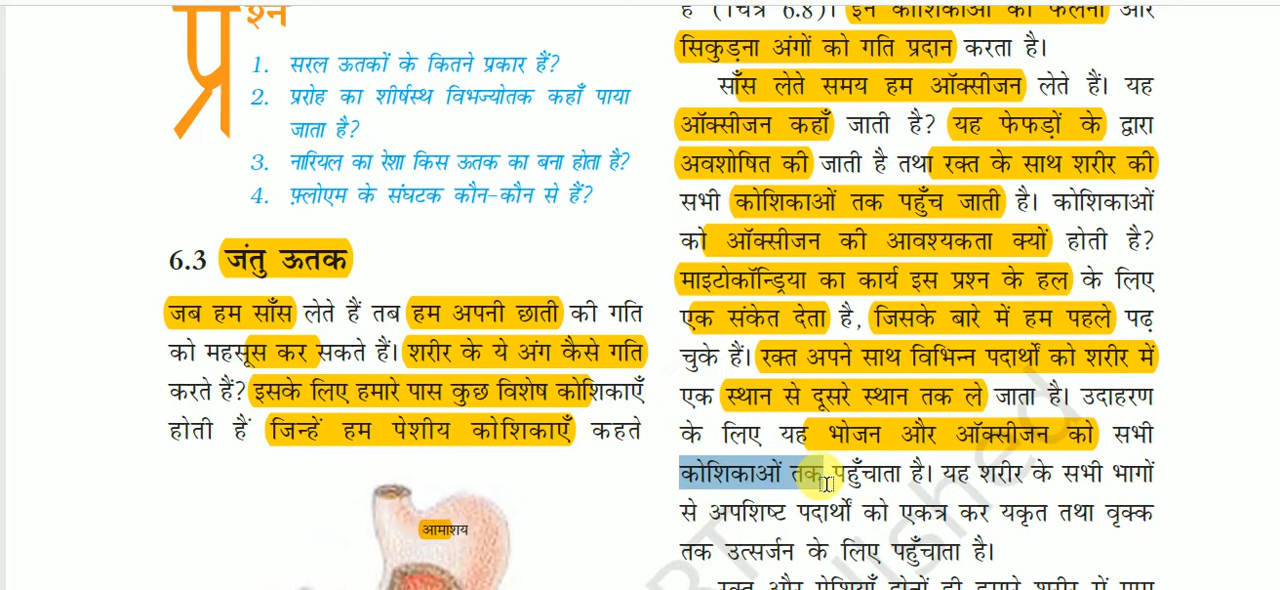 प्र
श्न
1. सरल ऊतकों के कितने प्रकार हैं?
2. प्ररोह का शीर्षस्थ विभज्योतक कहाँ पाया
जाता है?
3. नारियल का रेशा किस ऊतक का बना होता है?
4. फ़्लोएम के संघटक कौन-कौन से हैं?
6.3 जंतु ऊतक
जब हम साँस लेते हैं तब हम अपनी छाती की गति
को महसूस कर सकते हैं। शरीर के ये अंग कैसे गति
करते हैं? इसके लिए हमारे पास कुछ विशेष कोशिकाएँ
होती हैं जिन्हें हम पेशीय कोशिकाएँ कहते
आमाशय
है (चित्र 6.8)। इन कोशिकाओं का फैलना और
सिकुड़ना अंगों को गति प्रदान करता है।
साँस लेते समय हम ऑक्सीजन लेते हैं। यह
ऑक्सीजन कहाँ जाती है? यह फेफड़ों के द्वारा
अवशोषित की जाती है तथा रक्त के साथ शरीर की
सभी कोशिकाओं तक पहुँच जाती है। कोशिकाओं
को ऑक्सीजन की आवश्यकता क्यों होती है?
माइटोकॉन्ड्रिया का कार्य इस प्रश्न के हल के लिए
एक संकेत देता है, जिसके बारे में हम पहले पढ़
चुके हैं। रक्त अपने साथ विभिन्न पदार्थों को शरीर में
एक स्थान से दूसरे स्थान तक ले जाता है। उदाहरण
के लिए यह भोजन और ऑक्सीजन को सभी
कोशिकाओं तक पहुँचाता है। यह शरीर के सभी भागों
से अपशिष्ट पदार्थों को एकत्र कर यकृत तथा वृक्क
तक उत्सर्जन के लिए पहुँचाता है।
रक्त और पेशियाँ दोनों ही हमारे शरीर में पाए